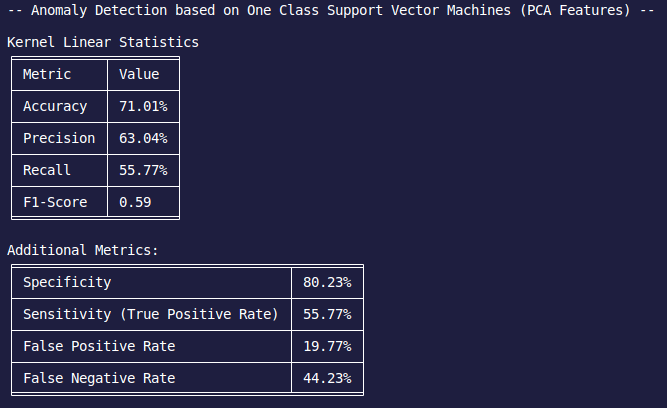 -- Anomaly Detection based on One Class Support Vector Machines (PCA Features) --
Kernel Linear Statistics
Metric Value
Accuracy 71.01%
Precision 63.04%
Recall 55.77%
F1-Score 0.59
Additional Metrics:
Specificity 80.23%
Sensitivity (True Positive Rate) 55.77%
False Positive Rate 19.77%
False Negative Rate 44.23%